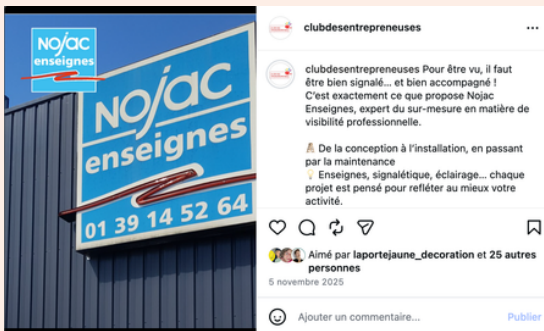 NOJAC
enseignes
NOJAC
enseignes
01 39 14 52 64
clubdesentrepreneuses
clubdesentrepreneuses Pour être vu, il faut
être bien signalé... et bien accompagné !
C'est exactement ce que propose Nojac
Enseignes, expert du sur-mesure en matière de
visibilité professionnelle.
De la conception à l'installation, en passant
par la maintenance
💡 Enseignes, signalétique, éclairage... chaque
projet est pensé pour refléter au mieux votre
activité.
Aimé par laportejaune_decoration et 25 autres
personnes
5 novembre 2025
Ajouter un commentaire...
Publier